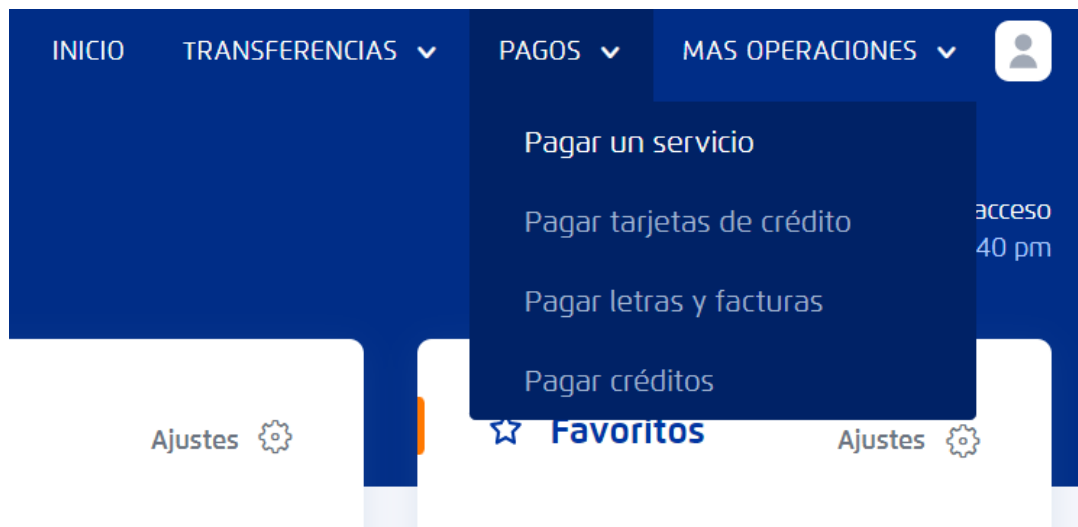 INICIO TRANSFERENCIAS PAGOS MAS OPERACIONES
Pagar un servicio
Pagar tarjetas de crédito
acceso
40 pm
Pagar letras y facturas
Pagar créditos
Ajustes
Favoritos
Ajustes